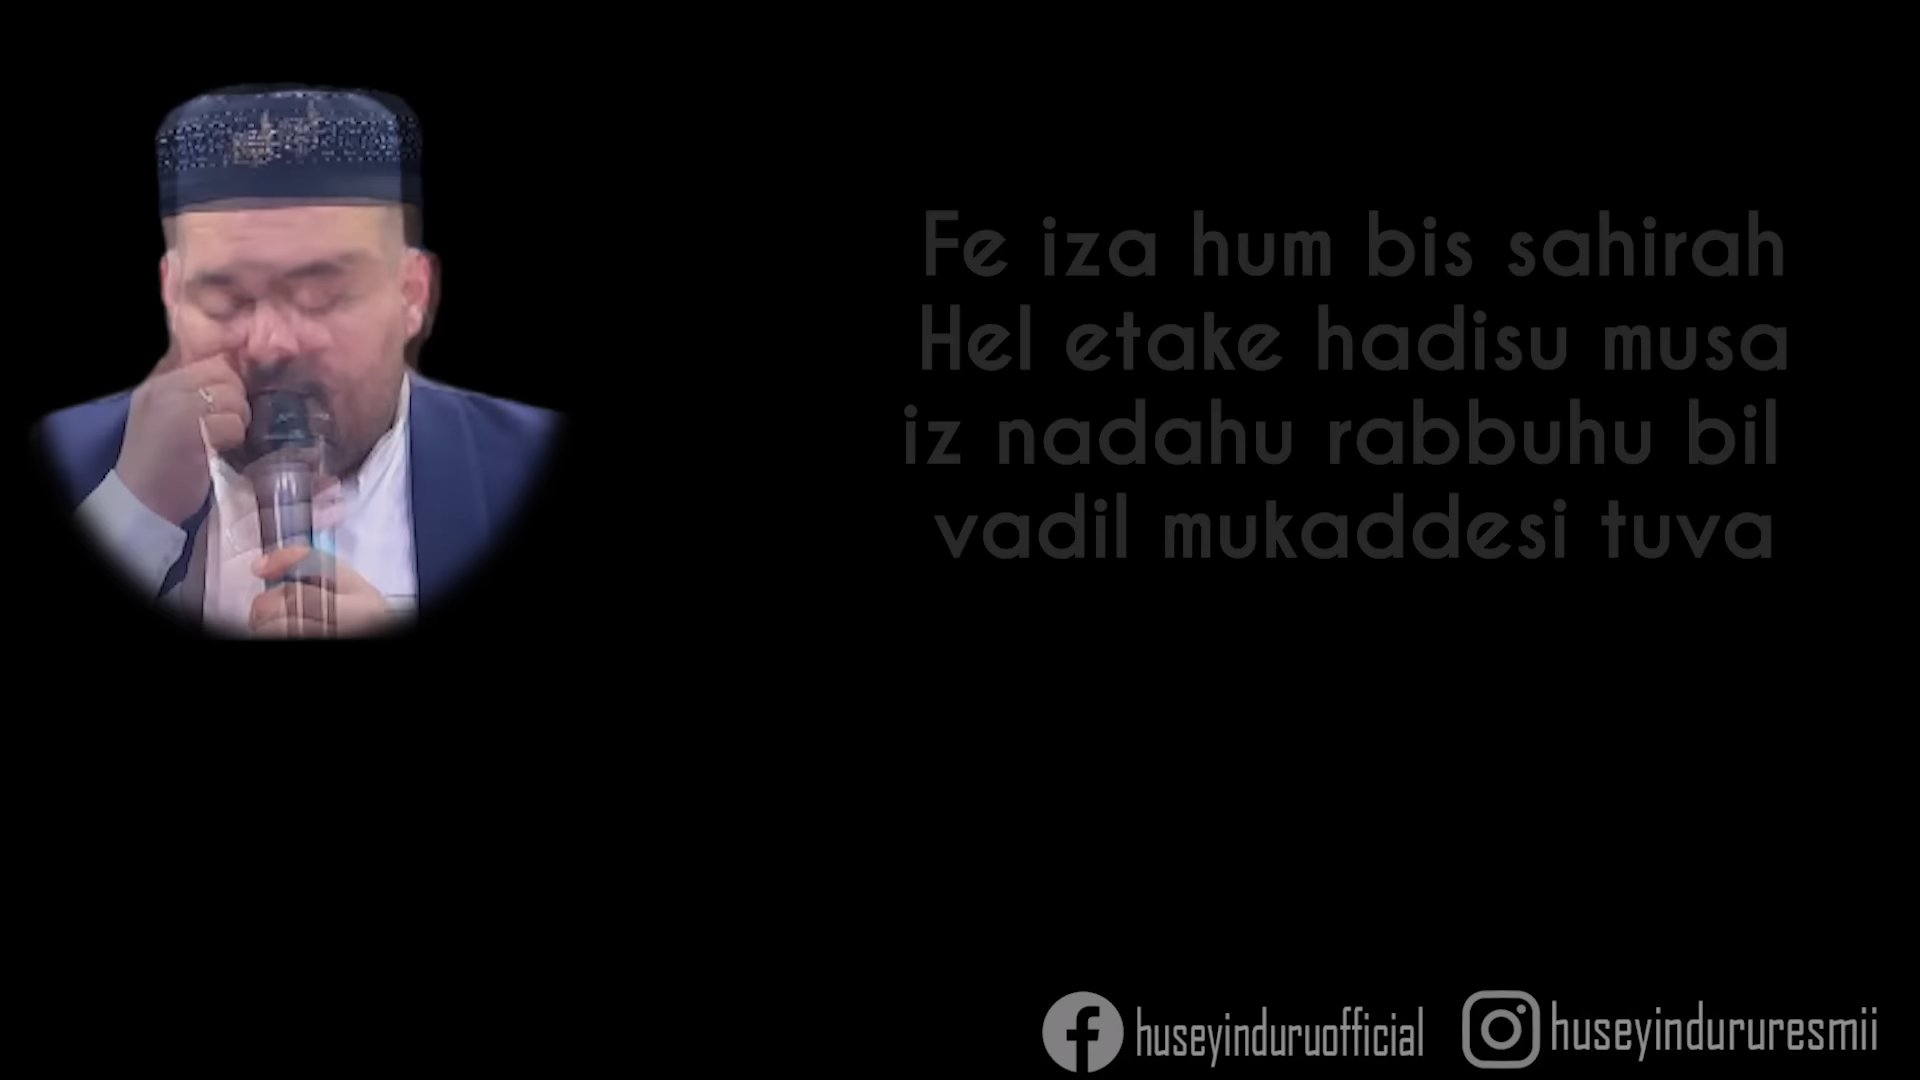 Fe iza hum bis sahirah
Hel etake hadisu musa
iz nadahu rabbuhu bil
vadil mukaddesi tuva
huseyinduruofficial
huseyindururesmii